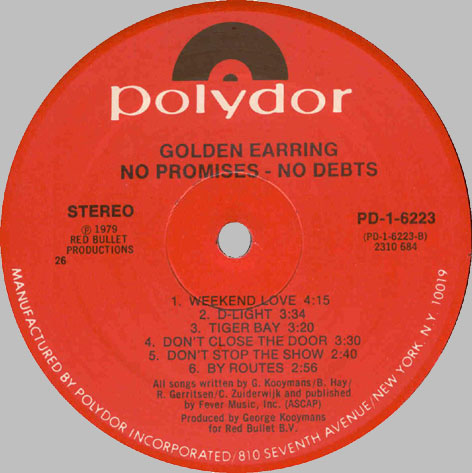 polydor
GOLDEN EARRING
NO PROMISES - NO DEBTS
STEREO
℗ 1979
RED BULLET
PRODUCTIONS
26
PD-1-6223
(PD-1-6223-B)
2310 684
1. WEEKEND LOVE 4:15
2. D-LIGHT 3:34
3. TIGER BAY 3:20
4. DON'T CLOSE THE DOOR 3:30
5. DON'T STOP THE SHOW 2:40
6. BY ROUTES 2:56
All songs written by G. Kooymans/B. Hay/
R. Gerritsen/C. Zuiderwijk and published
by Fever Music, Inc. (ASCAP)
Produced by George Kooymans
for Red Bullet B.V.
MANUFACTURED BY POLYDOR INCORPORATED/810 SEVENTH AVENUE/NEW YORK, N.Y. 10019